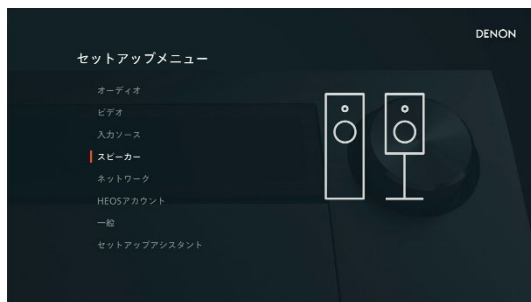 DENON
セットアップメニュー
オーディオ
ビデオ
入力ソース
スピーカー
ネットワーク
HEOSアカウント
一般
セットアップアシスタント